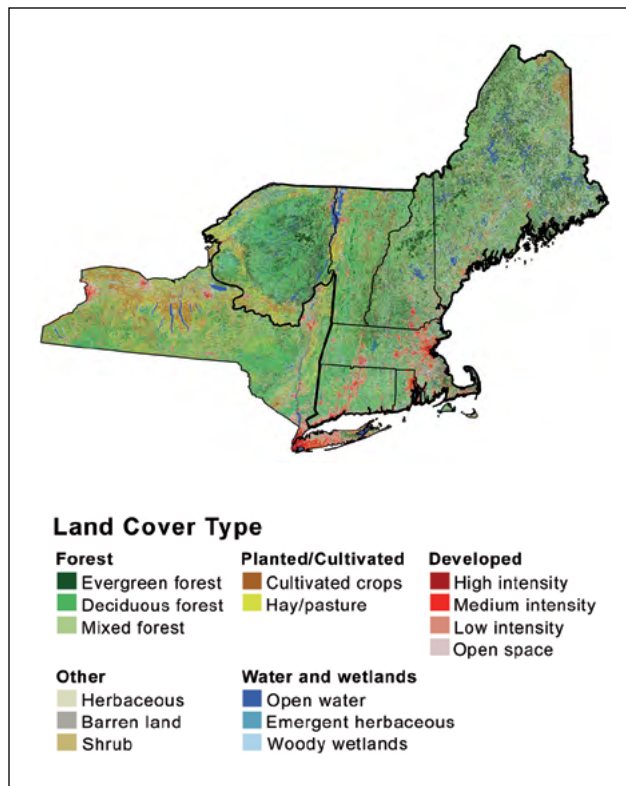 Land Cover Type
Forest
Evergreen forest
Deciduous forest
Mixed forest
Planted/Cultivated
Cultivated crops
Hay/pasture
Developed
High intensity
Medium intensity
Low intensity
Open space
Other
Herbaceous
Barren land
Shrub
Water and wetlands
Open water
Emergent herbaceous
Woody wetlands